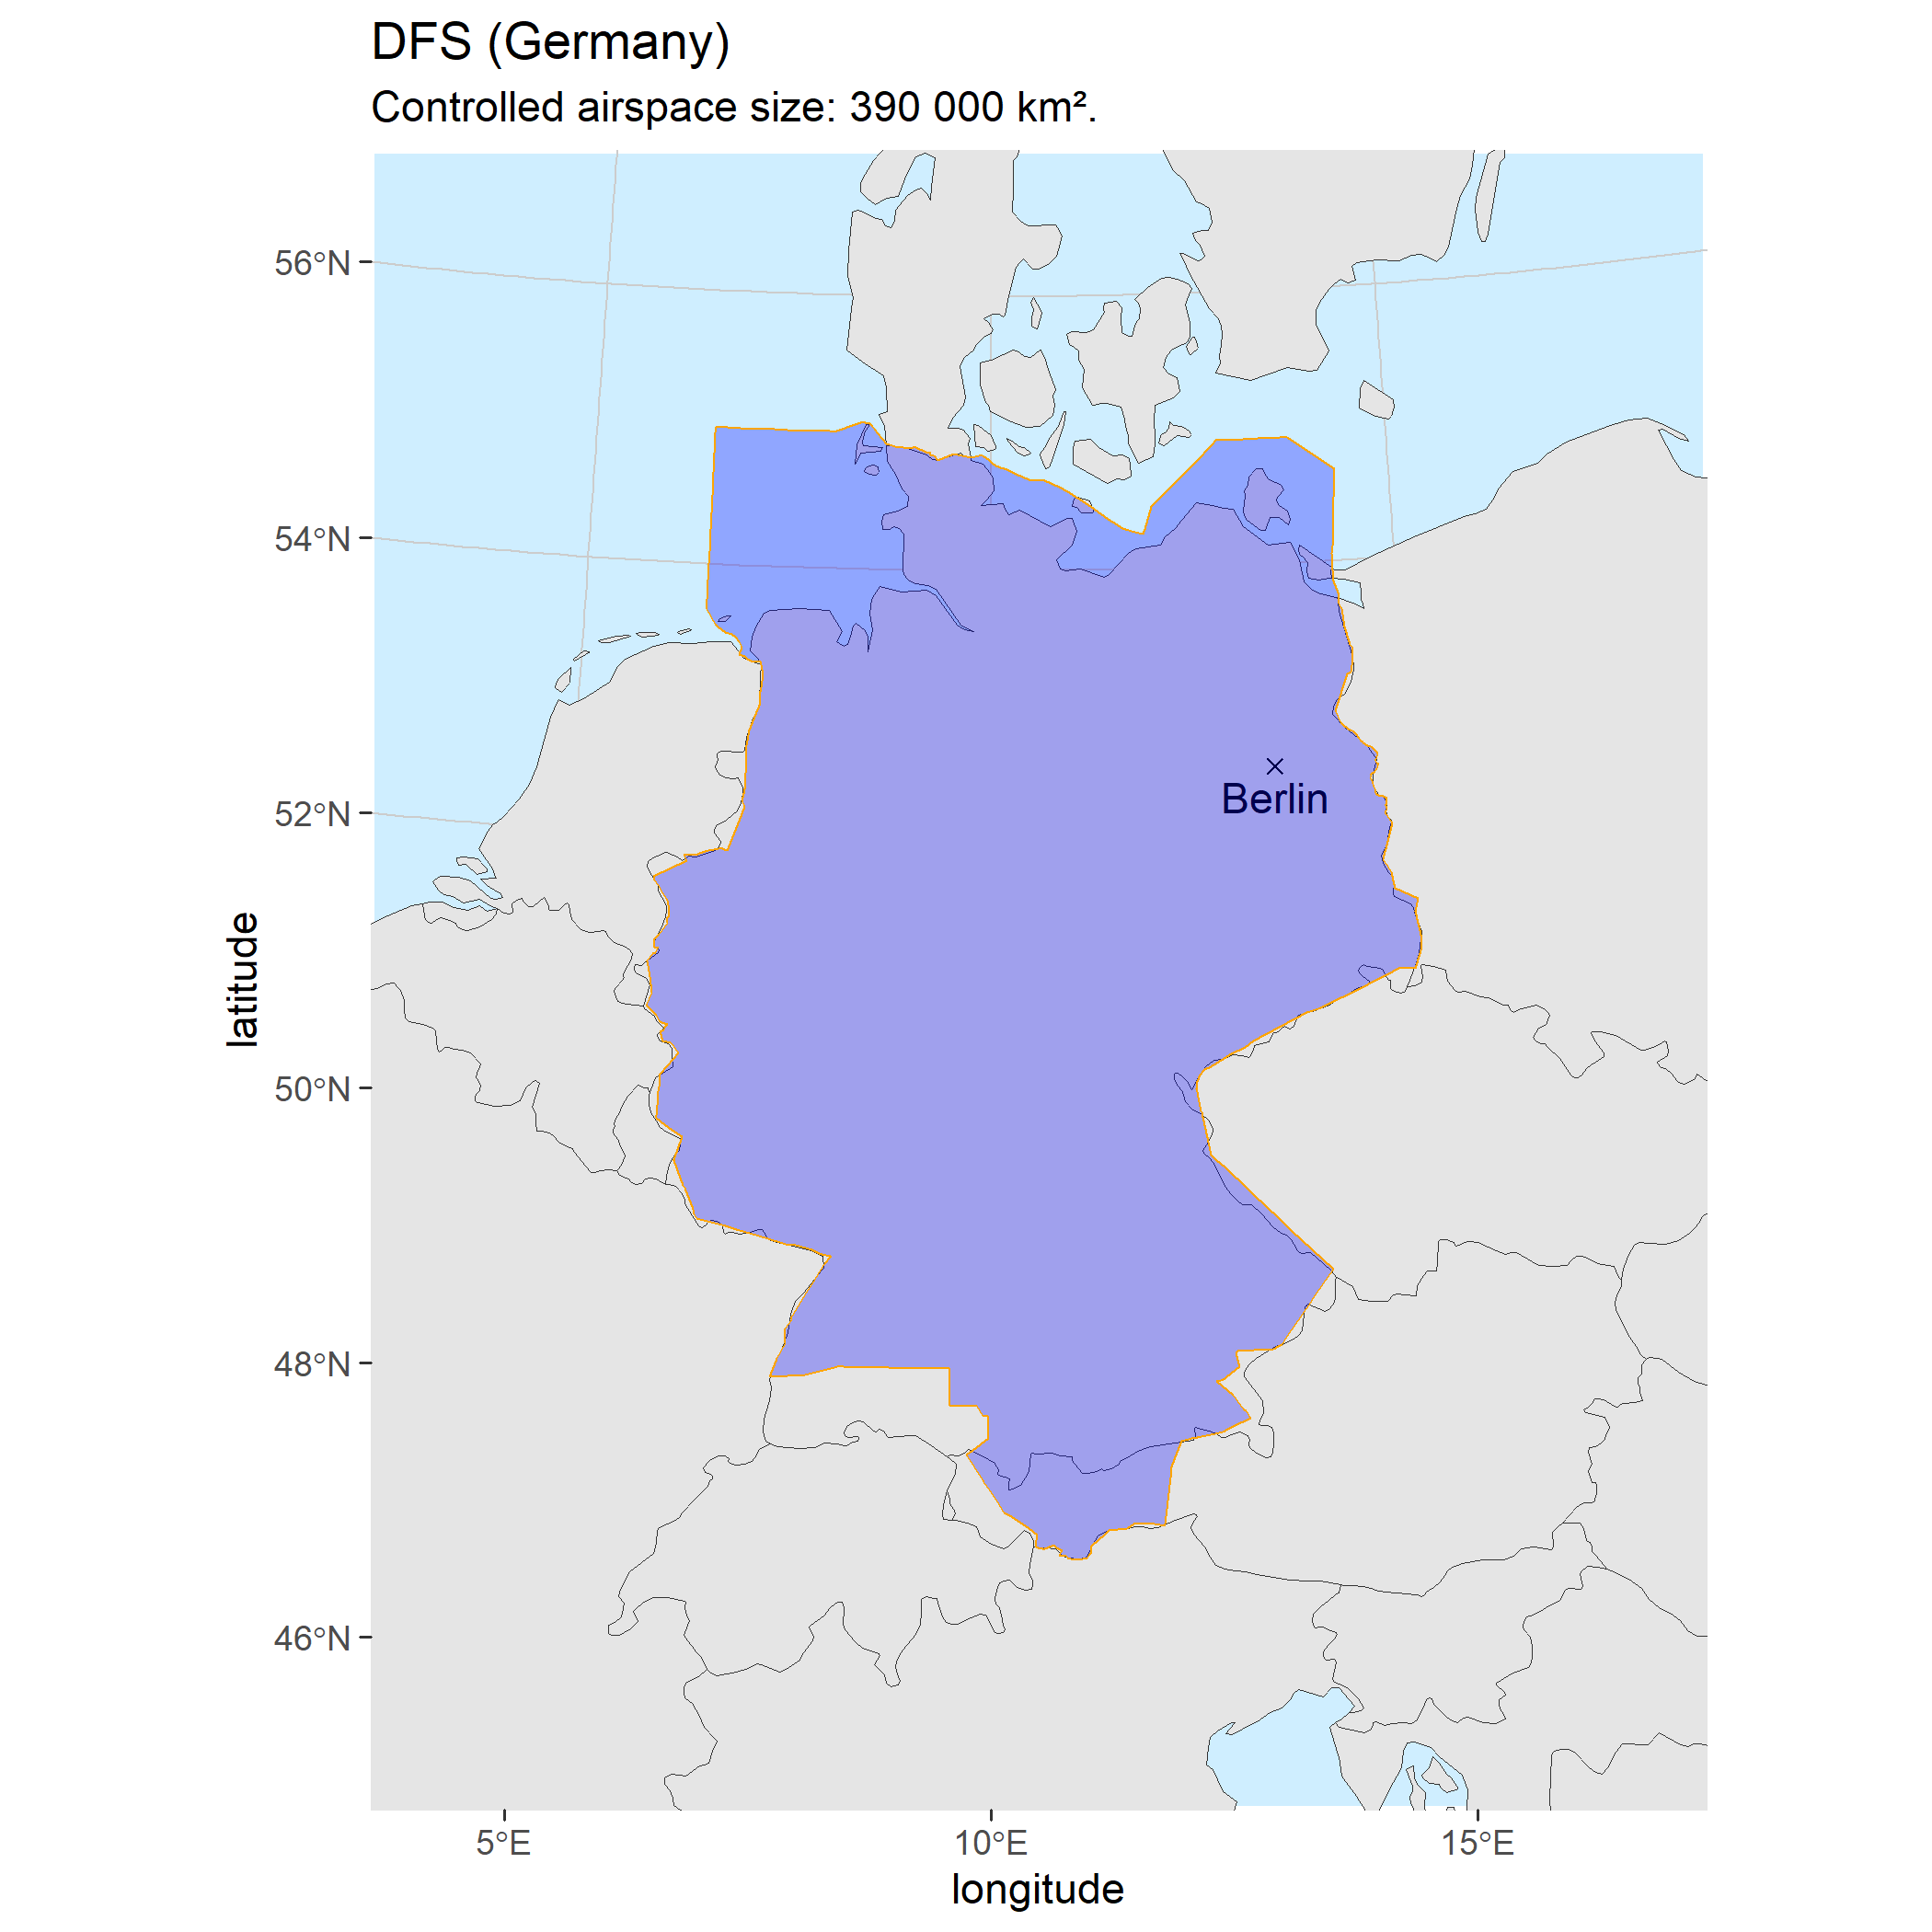 DFS (Germany)
Controlled airspace size: 390 000 km².
56°N
54°N
52°N
50°N
48°N
46°N
latitude
Berlin
5°E
10°E
15°E
longitude